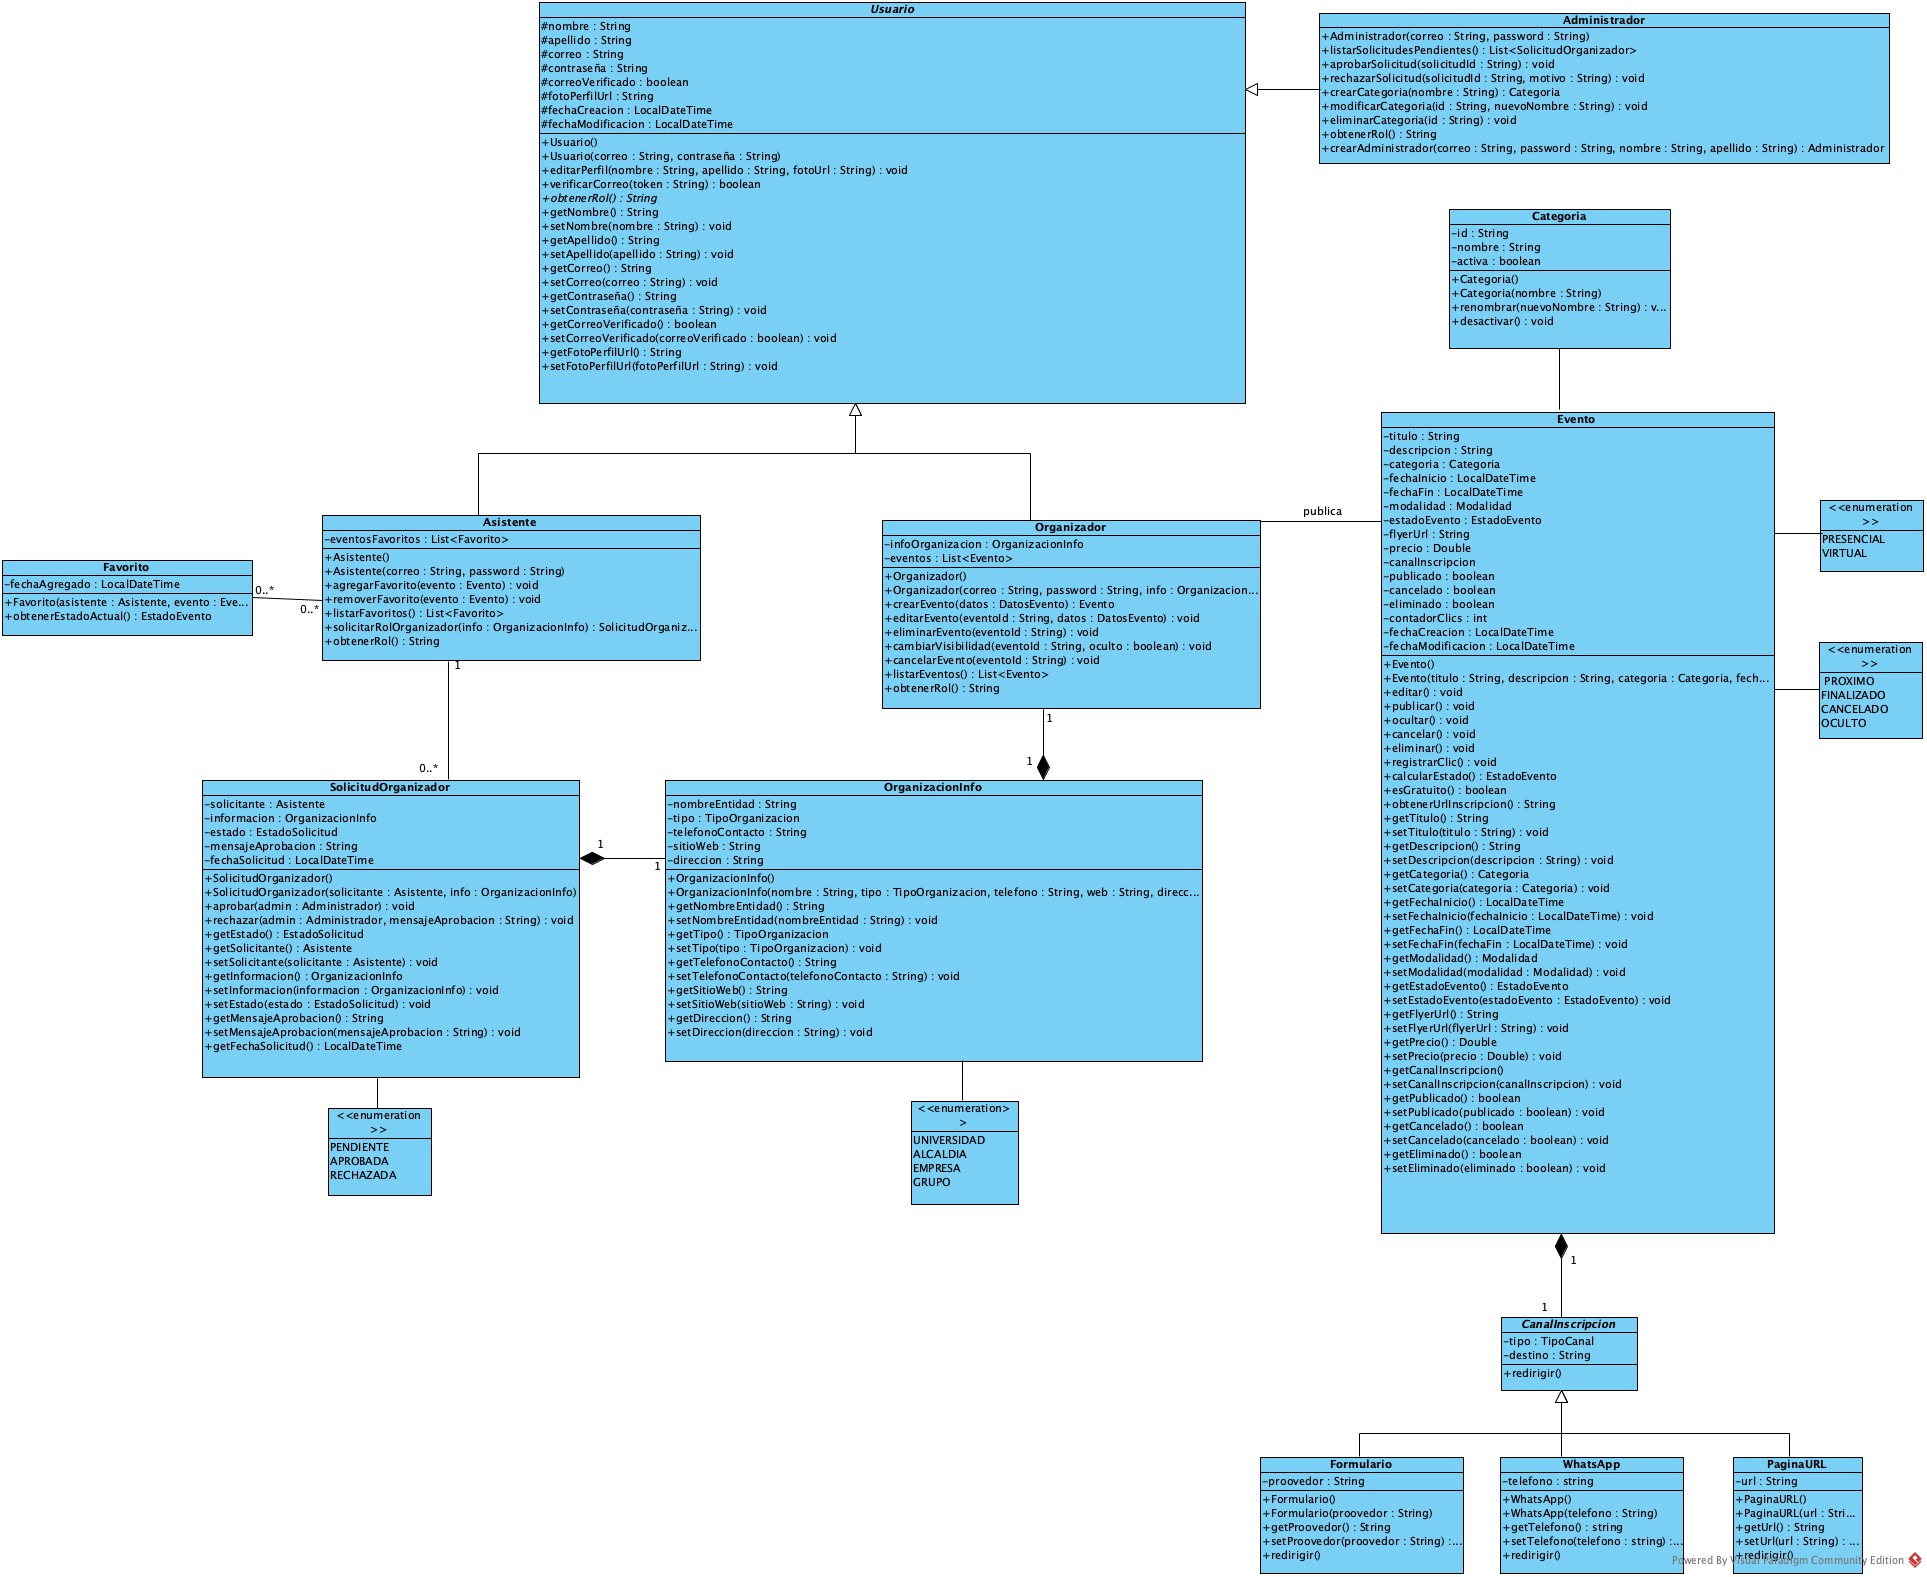 Usuario
#nombre : String
#apellido : String
#correo : String
#contraseña : String
#correoVerificado : boolean
#fotoPerfilUrl : String
#fechaCreacion : LocalDateTime
#fechaModificacion : LocalDateTime
+Usuario()
+Usuario(correo : String, contraseña : String)
+editarPerfil(nombre : String, apellido : String, fotoUrl : String) : void
+verificarCorreo(token : String) : boolean
+obtenerRol() : String
+getNombre() : String
+setNombre(nombre : String) : void
+getApellido() : String
+setApellido(apellido : String) : void
+getCorreo() : String
+setCorreo(correo : String) : void
+getContraseña() : String
+setContraseña(contraseña : String) : void
+getCorreoVerificado() : boolean
+setCorreoVerificado(correoVerificado : boolean) : void
+getFotoPerfilUrl() : String
+setFotoPerfilUrl(fotoPerfilUrl : String) : void
Administrador
+Administrador(correo : String, password : String)
+listarSolicitudesPendientes() : List<SolicitudOrganizador>
+aprobarSolicitud(solicitudId : String) : void
+rechazarSolicitud(solicitudId : String, motivo : String) : void
+crearCategoria(nombre : String) : Categoria
+modificarCategoria(id : String, nuevoNombre : String) : void
+eliminarCategoria(id : String) : void
+obtenerRol() : String
+crearAdministrador(correo : String, password : String, nombre : String, apellido : String) : Administrador
Categoria
-id : String
-nombre : String
-activa : boolean
+Categoria()
+Categoria(nombre : String)
+renombrar(nuevoNombre : String) : v...
+desactivar() : void
Favorito
-fechaAgregado : LocalDateTime
+Favorito(asistente : Asistente, evento : Eve...
+obtenerEstadoActual() : EstadoEvento
0..*
0..*
Asistente
-eventosFavoritos : List<Favorito>
+Asistente()
+Asistente(correo : String, password : String)
+agregarFavorito(evento : Evento) : void
+removerFavorito(evento : Evento) : void
+listarFavoritos() : List<Favorito>
+solicitarRolOrganizador(info : OrganizacionInfo) : SolicitudOrganiz...
+obtenerRol() : String
1
0..*
Organizador
-infoOrganizacion : OrganizacionInfo
-eventos : List<Evento>
+Organizador()
+Organizador(correo : String, password : String, info : Organizacion...
+crearEvento(datos : DatosEvento) : Evento
+editarEvento(eventoId : String, datos : DatosEvento) : void
+eliminarEvento(eventoId : String) : void
+cambiarVisibilidad(eventoId : String, oculto : boolean) : void
+cancelarEvento(eventoId : String) : void
+listarEventos() : List<Evento>
+obtenerRol() : String
1
1
publica
Evento
-titulo : String
-descripcion : String
-categoria : Categoria
-fechaInicio : LocalDateTime
-fechaFin : LocalDateTime
-modalidad : Modalidad
-estadoEvento : EstadoEvento
-flyerUrl : String
-precio : Double
-canalInscripcion
-publicado : boolean
-cancelado : boolean
-eliminado : boolean
-contadorClics : int
-fechaCreacion : LocalDateTime
-fechaModificacion : LocalDateTime
+Evento()
+Evento(titulo : String, descripcion : String, categoria : Categoria, fech...
+editar() : void
+publicar() : void
+ocultar() : void
+cancelar() : void
+eliminar() : void
+registrarClic() : void
+calcularEstado() : EstadoEvento
+esGratuito() : boolean
+obtenerUrlInscripcion() : String
+getTitulo() : String
+setTitulo(titulo : String) : void
+getDescripcion() : String
+setDescripcion(descripcion : String) : void
+getCategoria() : Categoria
+setCategoria(categoria : Categoria) : void
+getFechaInicio() : LocalDateTime
+setFechaInicio(fechaInicio : LocalDateTime) : void
+getFechaFin() : LocalDateTime
+setFechaFin(fechaFin : LocalDateTime) : void
+getModalidad() : Modalidad
+setModalidad(modalidad : Modalidad) : void
+getEstadoEvento() : EstadoEvento
+setEstadoEvento(estadoEvento : EstadoEvento) : void
+getFlyerUrl() : String
+setFlyerUrl(flyerUrl : String) : void
+getPrecio() : Double
+setPrecio(precio : Double) : void
+getCanalInscripcion()
+setCanalInscripcion(canalInscripcion) : void
+getPublicado() : boolean
+setPublicado(publicado : boolean) : void
+getCancelado() : boolean
+setCancelado(cancelado : boolean) : void
+getEliminado() : boolean
+setEliminado(eliminado : boolean) : void
<<enumeration
>>
PRESENCIAL
VIRTUAL
<<enumeration
>>
PROXIMO
FINALIZADO
CANCELADO
OCULTO
SolicitudOrganizador
-solicitante : Asistente
-informacion : OrganizacionInfo
-estado : EstadoSolicitud
-mensajeAprobacion : String
-fechaSolicitud : LocalDateTime
+SolicitudOrganizador()
+SolicitudOrganizador(solicitante : Asistente, info : OrganizacionInfo)
+aprobar(admin : Administrador) : void
+rechazar(admin : Administrador, mensajeAprobacion : String) : void
+getEstado() : EstadoSolicitud
+getSolicitante() : Asistente
+setSolicitante(solicitante : Asistente) : void
+getInformacion() : OrganizacionInfo
+setInformacion(informacion : OrganizacionInfo) : void
+setEstado(estado : EstadoSolicitud) : void
+getMensajeAprobacion() : String
+setMensajeAprobacion(mensajeAprobacion : String) : void
+getFechaSolicitud() : LocalDateTime
1
1
OrganizacionInfo
-nombreEntidad : String
-tipo : TipoOrganizacion
-telefonoContacto : String
-sitioWeb : String
-direccion : String
+OrganizacionInfo()
+OrganizacionInfo(nombre : String, tipo : TipoOrganizacion, telefono : String, web : String, direcc...
+getNombreEntidad() : String
+setNombreEntidad(nombreEntidad : String) : void
+getTipo() : TipoOrganizacion
+setTipo(tipo : TipoOrganizacion) : void
+getTelefonoContacto() : String
+setTelefonoContacto(telefonoContacto : String) : void
+getSitioWeb() : String
+setSitioWeb(sitioWeb : String) : void
+getDireccion() : String
+setDireccion(direccion : String) : void
<<enumeration
>>
PENDIENTE
APROBADA
RECHAZADA
<<enumeration>
>
UNIVERSIDAD
ALCALDIA
EMPRESA
GRUPO
1
1
CanalInscripcion
-tipo : TipoCanal
-destino : String
+redirigir()
Formulario
-proovedor : String
+Formulario()
+Formulario(proovedor : String)
+getProovedor() : String
+setProovedor(proovedor : String) :...
+redirigir()
WhatsApp
-telefono : string
+WhatsApp()
+WhatsApp(telefono : String)
+getTelefono() : string
+setTelefono(telefono : string) :...
+redirigir()
PaginaURL
-url : String
+PaginaURL()
+PaginaURL(url : Stri...
+getUrl() : String
+setUrl(url : String) : ...
+redirigir()
Powered By Visual Paradigm Community Edition